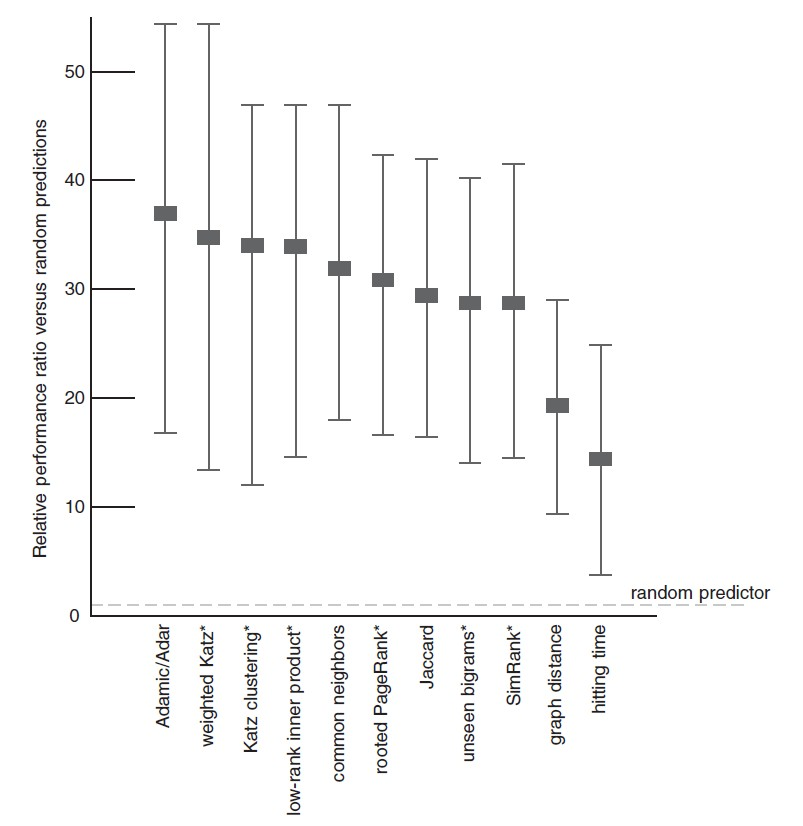 Relative performance ratio versus random predictions
50
40
30
20
10
0
random predictor
Adamic/Adar
weighted Katz*
Katz clustering*
low-rank inner product*
common neighbors
rooted PageRank*
Jaccard
unseen bigrams*
SimRank*
graph distance
hitting time